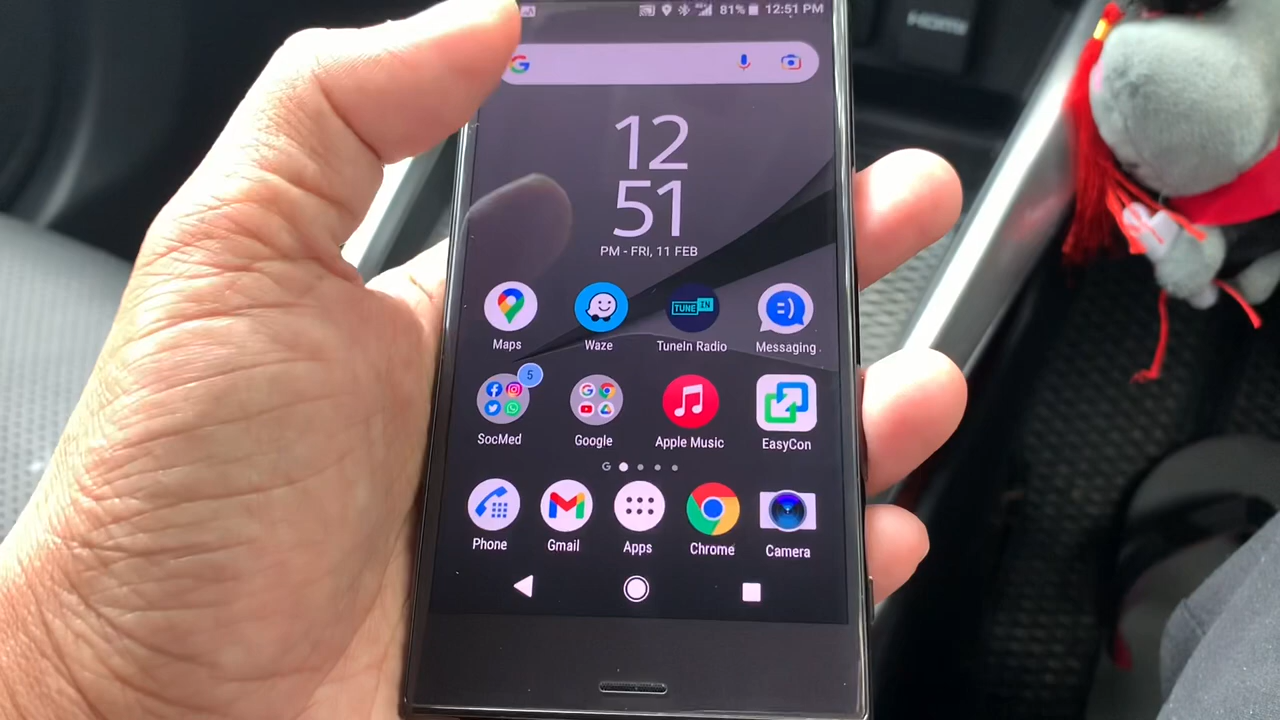 81% 12:51 PM
HDMI
G
12
51
PM - FRI, 11 FEB
TUNE IN
=)
Maps Waze TuneIn Radio Messaging
5
SocMed Google Apple Music EasyCon
G
Phone Gmail Apps Chrome Camera